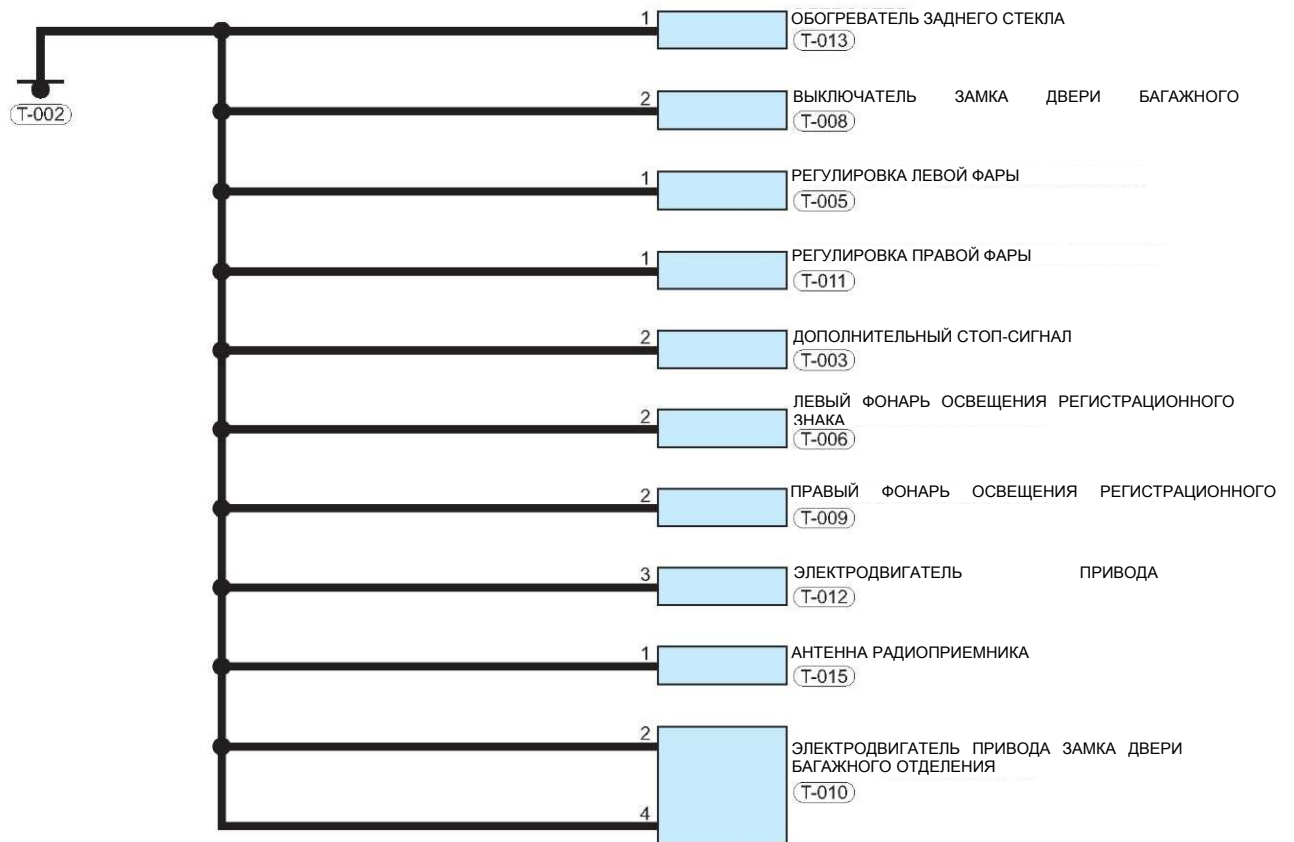 1 ОБОГРЕВАТЕЛЬ ЗАДНЕГО СТЕКЛА
T-013
T-002
2 ВЫКЛЮЧАТЕЛЬ ЗАМКА ДВЕРИ БАГАЖНОГО
T-008
1 РЕГУЛИРОВКА ЛЕВОЙ ФАРЫ
T-005
1 РЕГУЛИРОВКА ПРАВОЙ ФАРЫ
T-011
2 ДОПОЛНИТЕЛЬНЫЙ СТОП-СИГНАЛ
T-003
2 ЛЕВЫЙ ФОНАРЬ ОСВЕЩЕНИЯ РЕГИСТРАЦИОННОГО
ЗНАКА
T-006
2 ПРАВЫЙ ФОНАРЬ ОСВЕЩЕНИЯ РЕГИСТРАЦИОННОГО
T-009
3 ЭЛЕКТРОДВИГАТЕЛЬ ПРИВОДА
T-012
1 АНТЕННА РАДИОПРИЕМНИКА
T-015
2
ЭЛЕКТРОДВИГАТЕЛЬ ПРИВОДА ЗАМКА ДВЕРИ
БАГАЖНОГО ОТДЕЛЕНИЯ
T-010
4